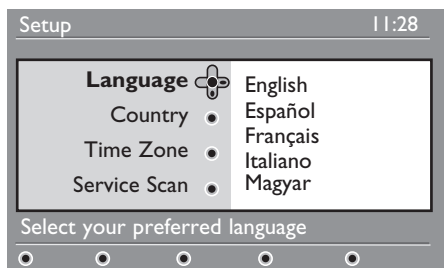 Setup 11:28
Language
Country
Time Zone
Service Scan
English
Español
Français
Italiano
Magyar
Select your preferred language